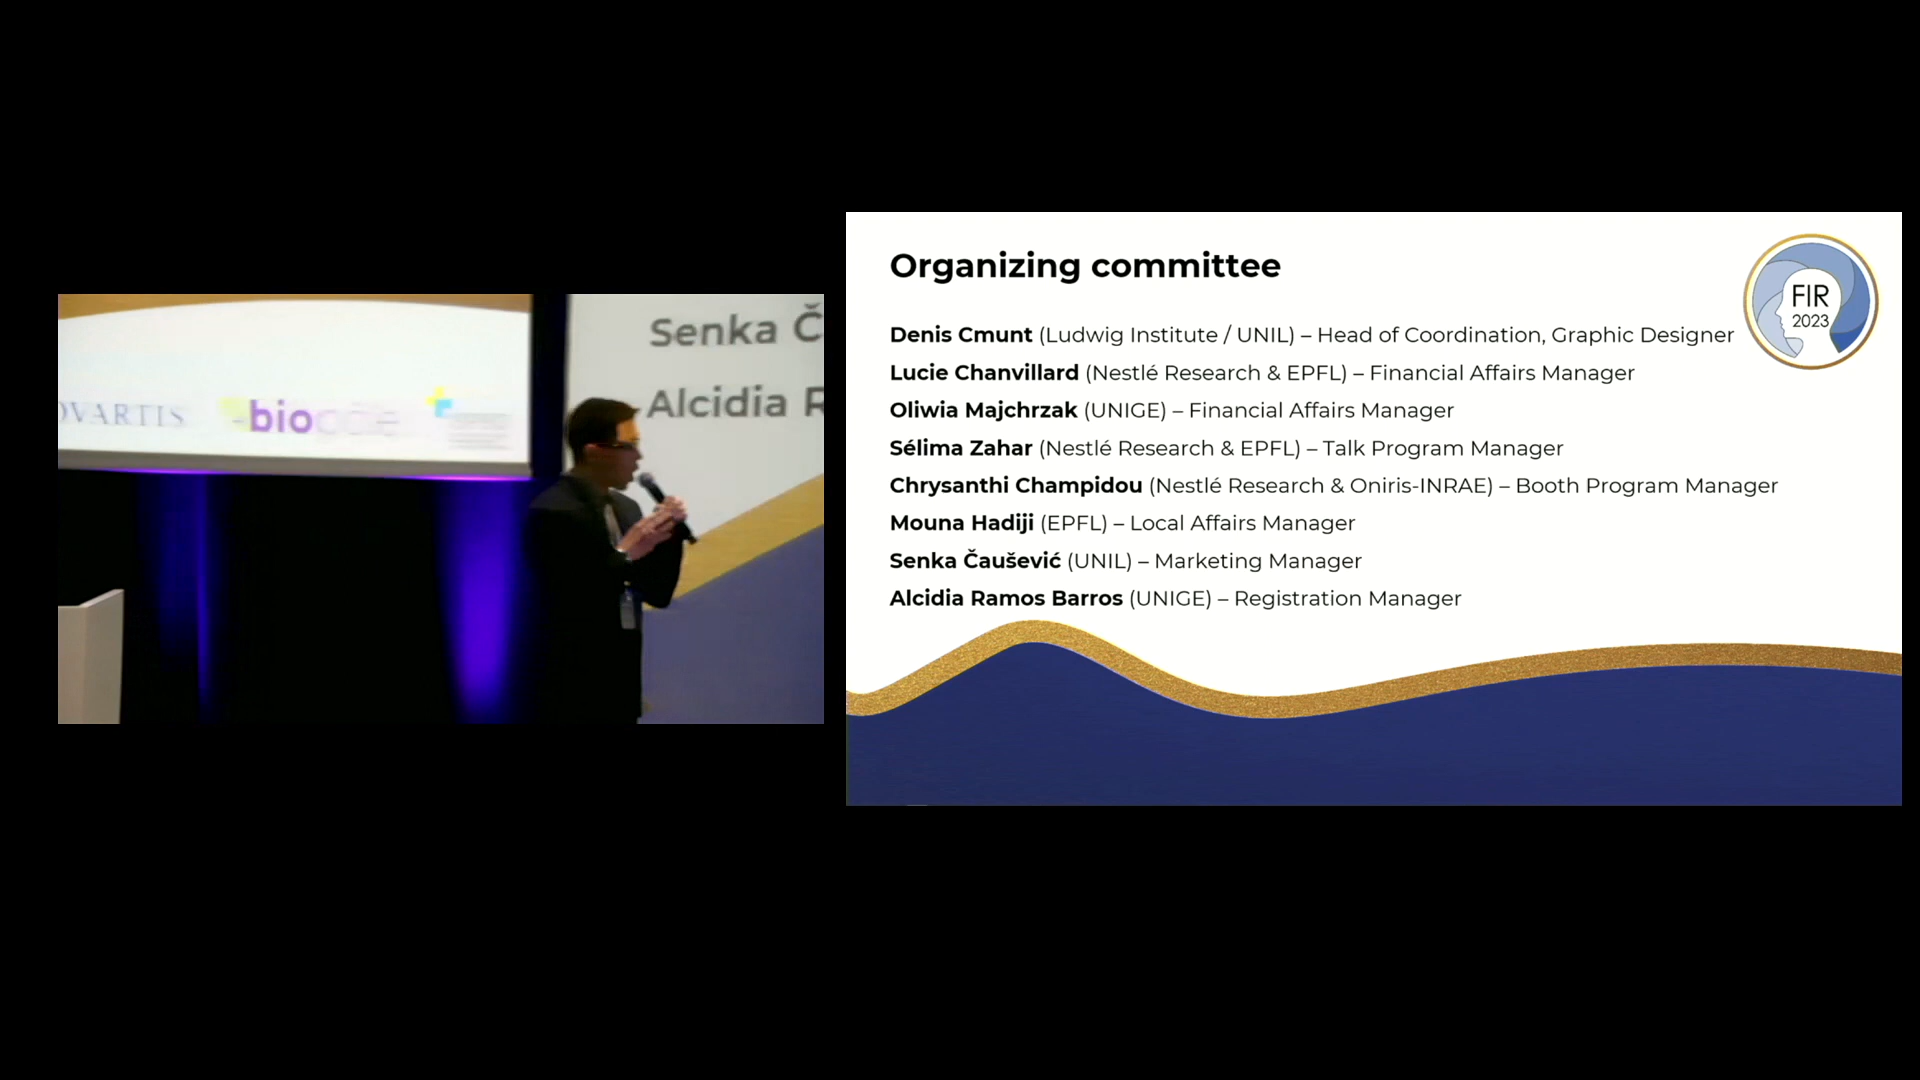 Senka Č
Alcidia R
OVARTIS
bio
Organizing committee
FIR
2023
Denis Cmunt (Ludwig Institute / UNIL) – Head of Coordination, Graphic Designer
Lucie Chanvillard (Nestlé Research & EPFL) – Financial Affairs Manager
Oliwia Majchrzak (UNIGE) – Financial Affairs Manager
Sélima Zahar (Nestlé Research & EPFL) – Talk Program Manager
Chrysanthi Champidou (Nestlé Research & Oniris-INRAE) – Booth Program Manager
Mouna Hadiji (EPFL) – Local Affairs Manager
Senka Čaušević (UNIL) – Marketing Manager
Alcidia Ramos Barros (UNIGE) – Registration Manager